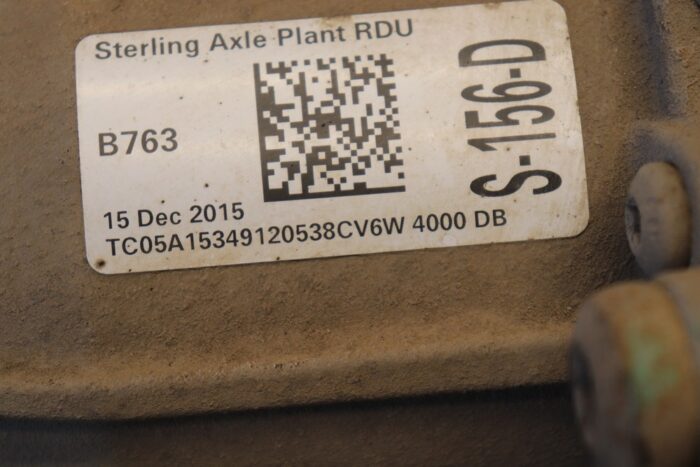 Sterling Axle Plant RDU
B763
S-156-D
15 Dec 2015
TC05A15349120538CV6W 4000 DB